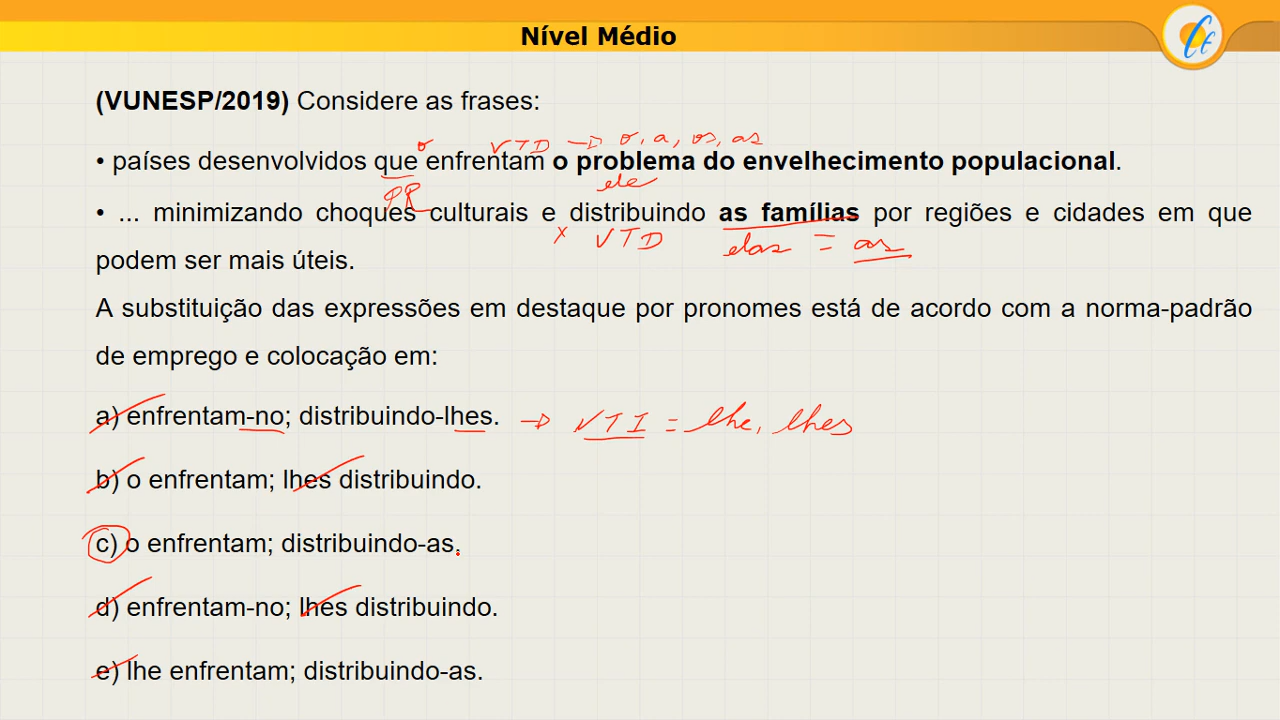 Nível Médio
(VUNESP/2019) Considere as frases:
o VTD → o, a, os, as
• países desenvolvidos que enfrentam o problema do envelhecimento populacional.
PR ele
• ... minimizando choques culturais e distribuindo as famílias por regiões e cidades em que
x VTD elas = as
podem ser mais úteis.
A substituição das expressões em destaque por pronomes está de acordo com a norma-padrão
de emprego e colocação em:
a) enfrentam-no; distribuindo-lhes. → VTI = lhe, lhes
b) o enfrentam; lhes distribuindo.
c) o enfrentam; distribuindo-as.
d) enfrentam-no; lhes distribuindo.
e) lhe enfrentam; distribuindo-as.